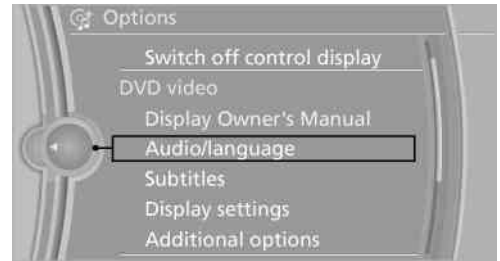 Options
Switch off control display
DVD video
Display Owner's Manual
Audio/language
Subtitles
Display settings
Additional options